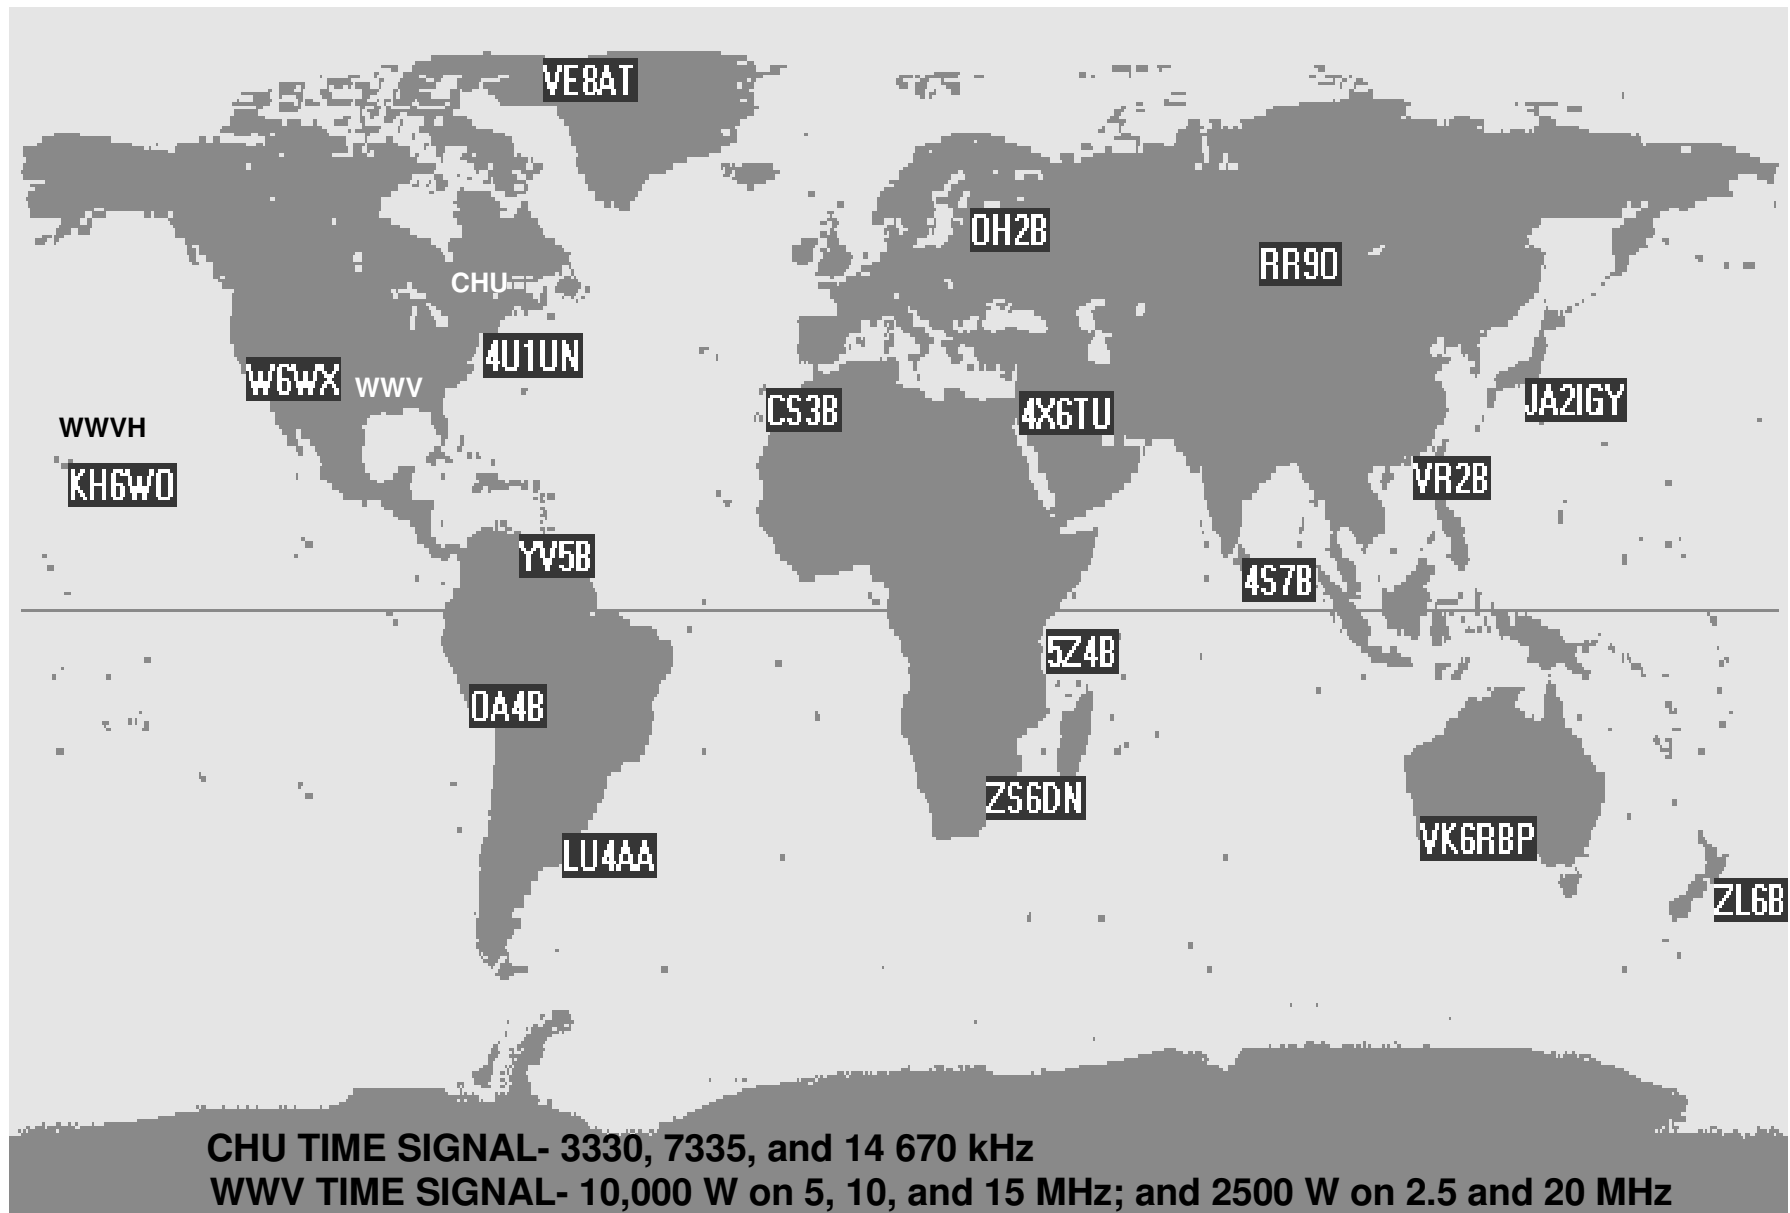 VE8AT
OH2B
RR9O
CHU
4U1UN
W6WX
WWV
CS3B
4X6TU
JA2IGY
WWVH
KH6WO
VR2B
YV5B
4S7B
5Z4B
OA4B
ZS6DN
LU4AA
VK6RBP
ZL6B
CHU TIME SIGNAL- 3330, 7335, and 14 670 kHz
WWV TIME SIGNAL- 10,000 W on 5, 10, and 15 MHz; and 2500 W on 2.5 and 20 MHz